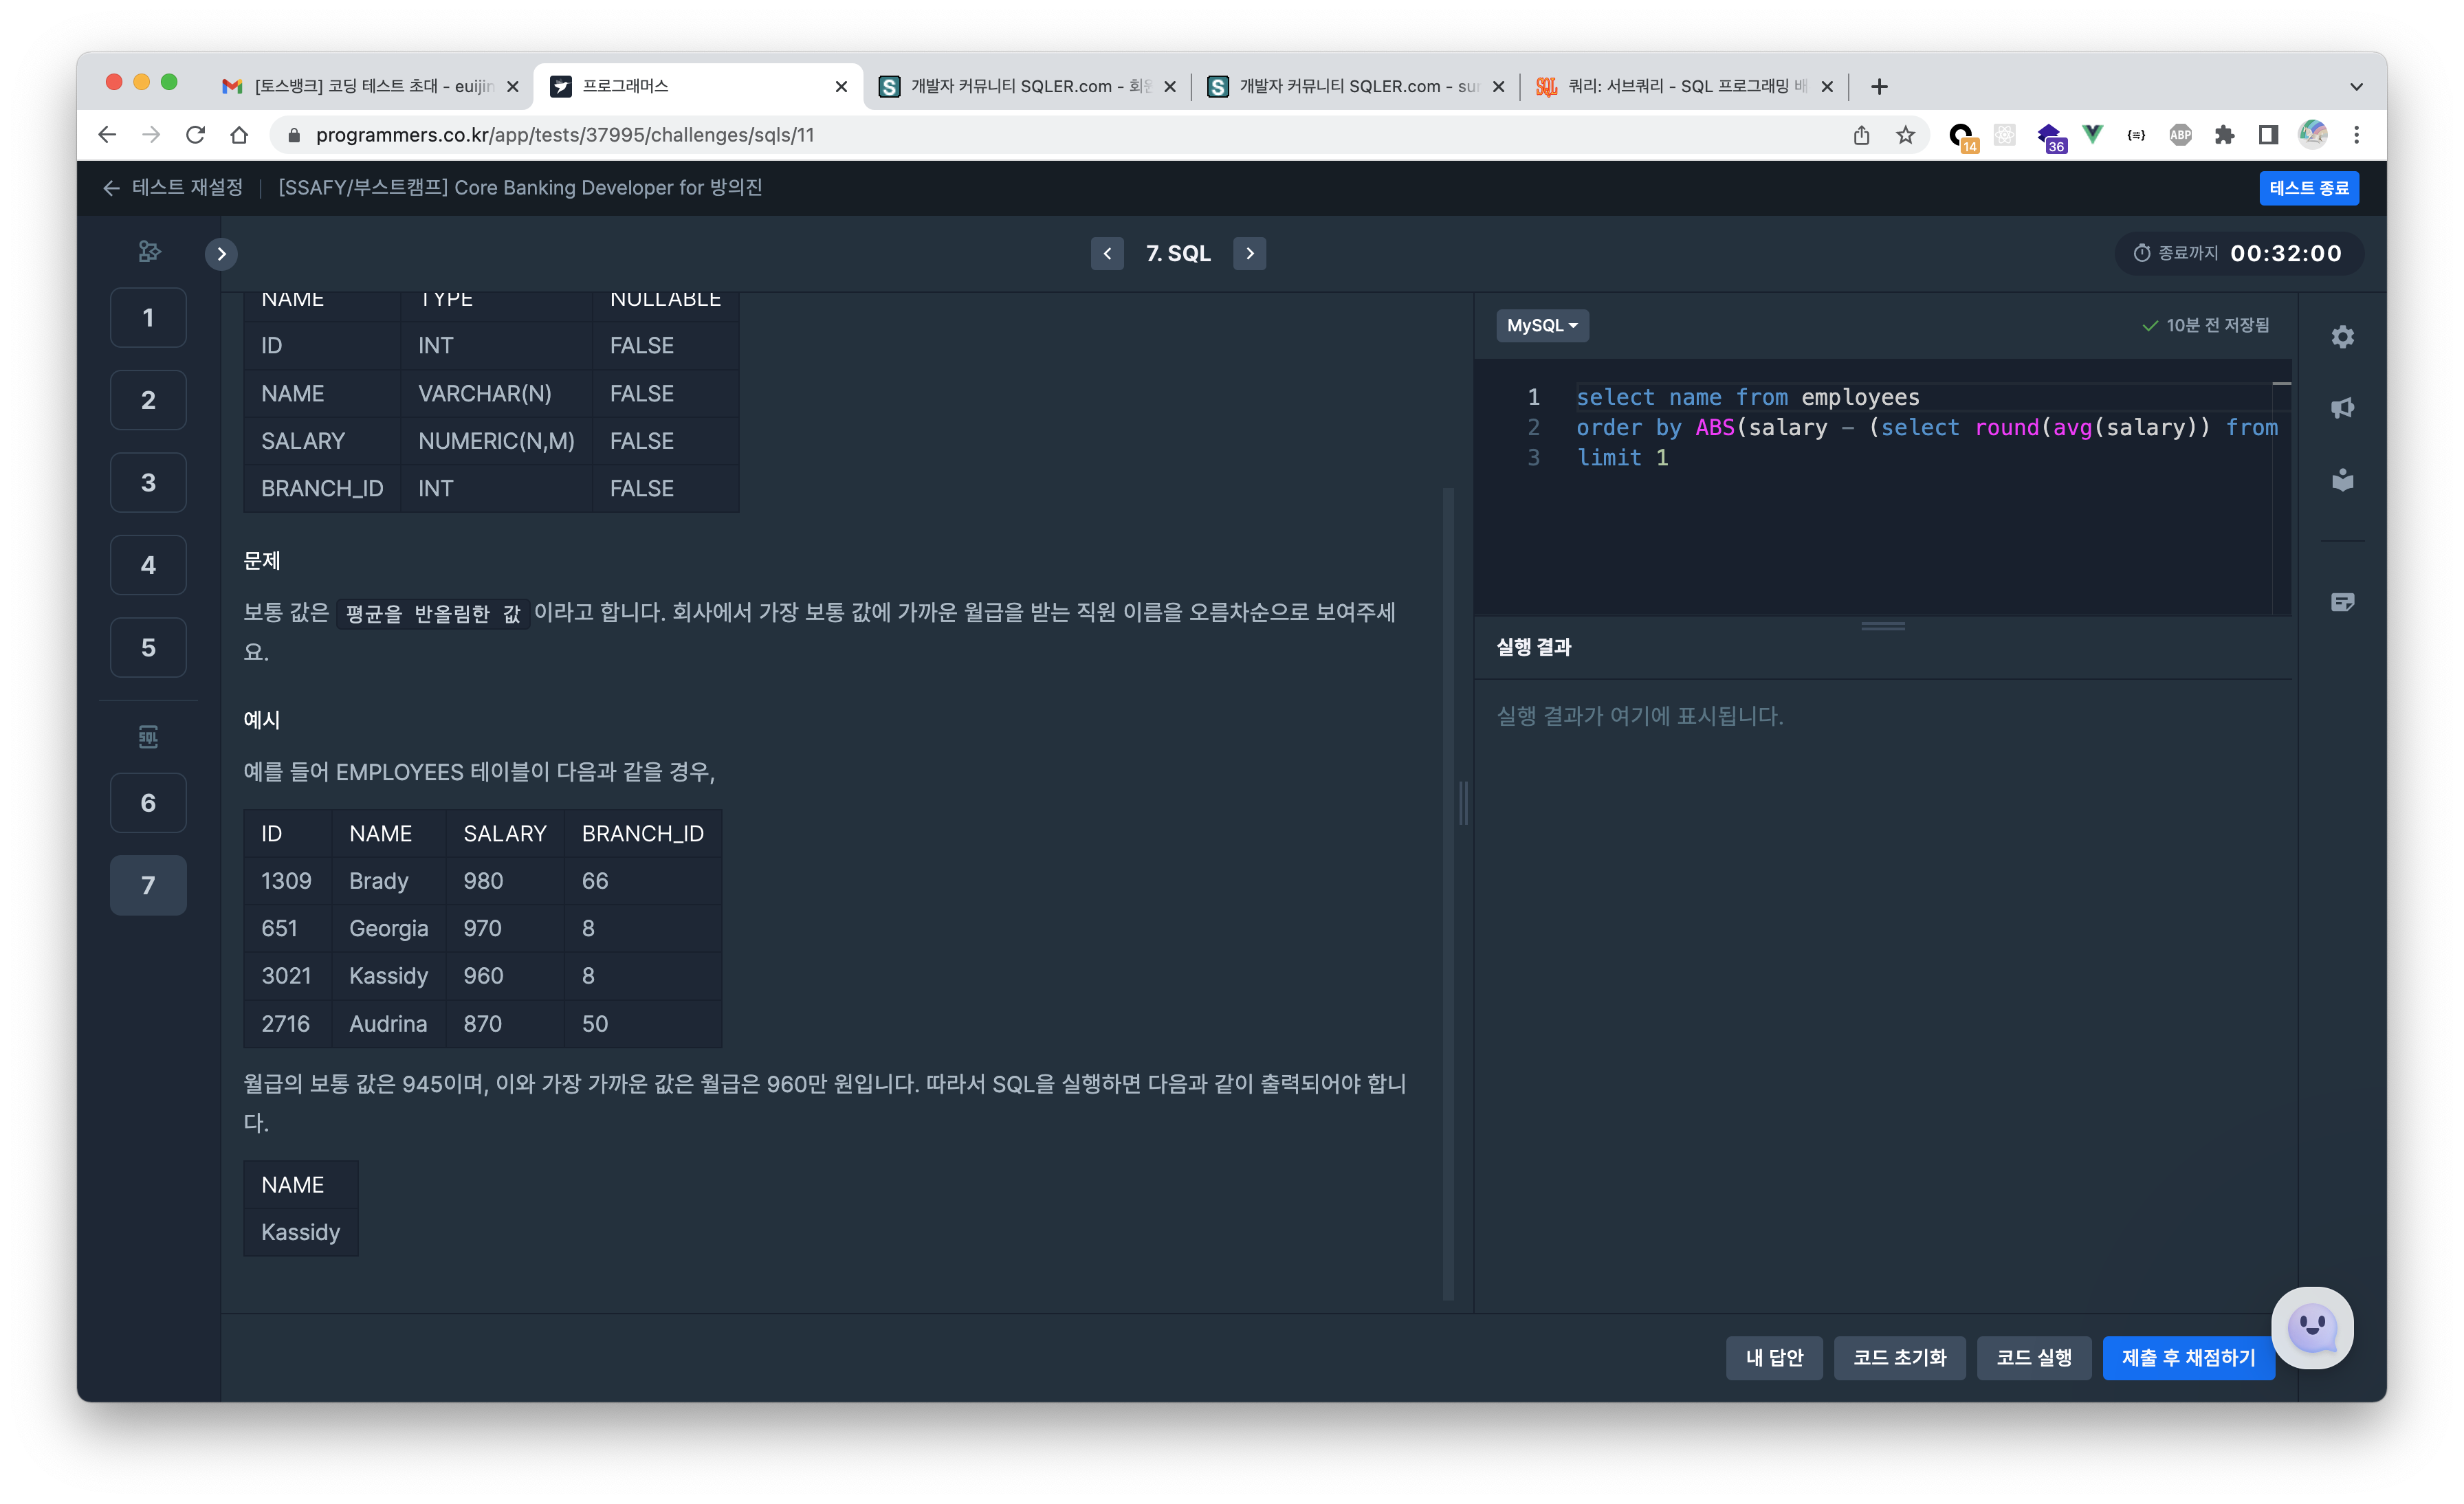 [토스뱅크] 코딩 테스트 초대 - euijin
프로그래머스
개발자 커뮤니티 SQLER.com - 회원
개발자 커뮤니티 SQLER.com - sur
쿼리: 서브쿼리 - SQL 프로그래밍 배
programmers.co.kr/app/tests/37995/challenges/sqls/11
14
36
{≡}
ABP
테스트 재설정
[SSAFY/부스트캠프] Core Banking Developer for 방의진
테스트 종료
7. SQL
종료까지 00:32:00
1
2
3
4
5
SQL
6
7
NAME TYPE NULLABLE
ID INT FALSE
NAME VARCHAR(N) FALSE
SALARY NUMERIC(N,M) FALSE
BRANCH_ID INT FALSE
문제
보통 값은 평균을 반올림한 값 이라고 합니다. 회사에서 가장 보통 값에 가까운 월급을 받는 직원 이름을 오름차순으로 보여주세
요.
예시
예를 들어 EMPLOYEES 테이블이 다음과 같을 경우,
ID NAME SALARY BRANCH_ID
1309 Brady 980 66
651 Georgia 970 8
3021 Kassidy 960 8
2716 Audrina 870 50
월급의 보통 값은 945이며, 이와 가장 가까운 값은 월급은 960만 원입니다. 따라서 SQL을 실행하면 다음과 같이 출력되어야 합니
다.
NAME
Kassidy
MySQL
10분 전 저장됨
1 select name from employees
2 order by ABS(salary - (select round(avg(salary)) from
3 limit 1
실행 결과
실행 결과가 여기에 표시됩니다.
내 답안
코드 초기화
코드 실행
제출 후 채점하기